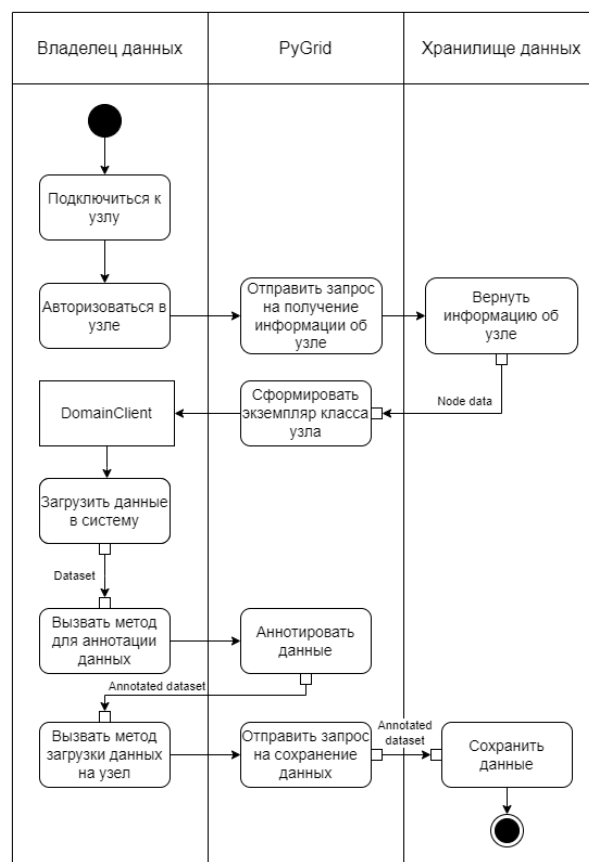 Владелец данных
PyGrid
Хранилище данных
Подключиться к
узлу
Авторизоваться в
узле
Отправить запрос
на получение
информации об
узле
Вернуть
информацию об
узле
Node data
Сформировать
экземпляр класса
узла
DomainClient
Загрузить данные
в систему
Dataset
Вызвать метод
для аннотации
данных
Аннотировать
данные
Annotated dataset
Вызвать метод
загрузки данных
на узел
Отправить запрос
на сохранение
данных
Annotated
dataset
Сохранить
данные